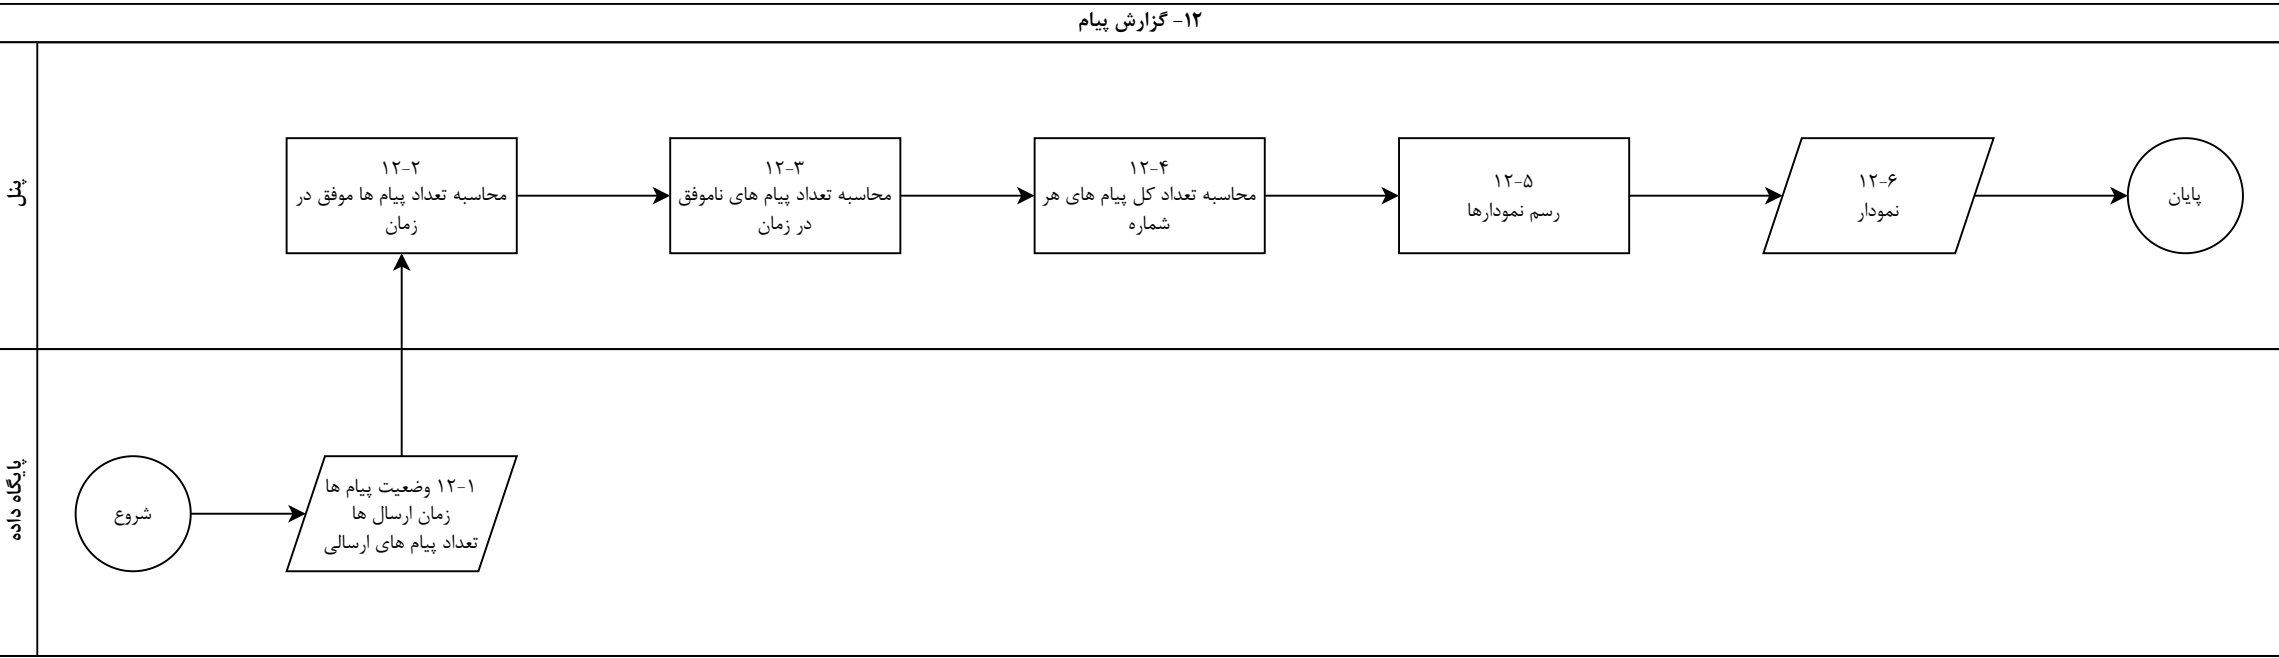 ۱۲- گزارش پیام
پنل
۱۲-۲
محاسبه تعداد پیام ها موفق در
زمان
۱۲-۳
محاسبه تعداد پیام های ناموفق
در زمان
۱۲-۴
محاسبه تعداد کل پیام های هر
شماره
۱۲-۵
رسم نمودارها
۱۲-۶
نمودار
پایان
پایگاه داده
شروع
۱۲-۱ وضعیت پیام ها
زمان ارسال ها
تعداد پیام های ارسالی